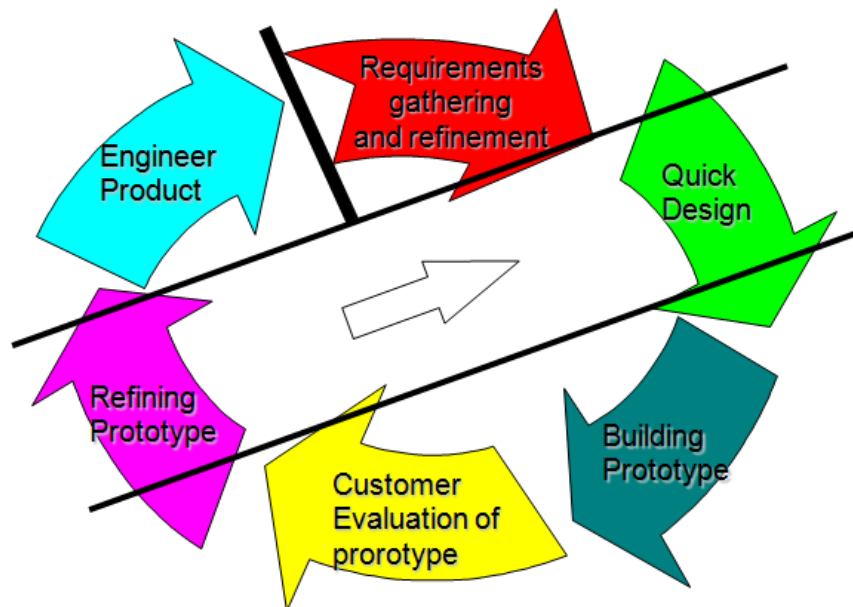 Requirements
gathering
and refinement
Quick
Design
Building
Prototype
Customer
Evaluation of
prorotype
Refining
Prototype
Engineer
Product